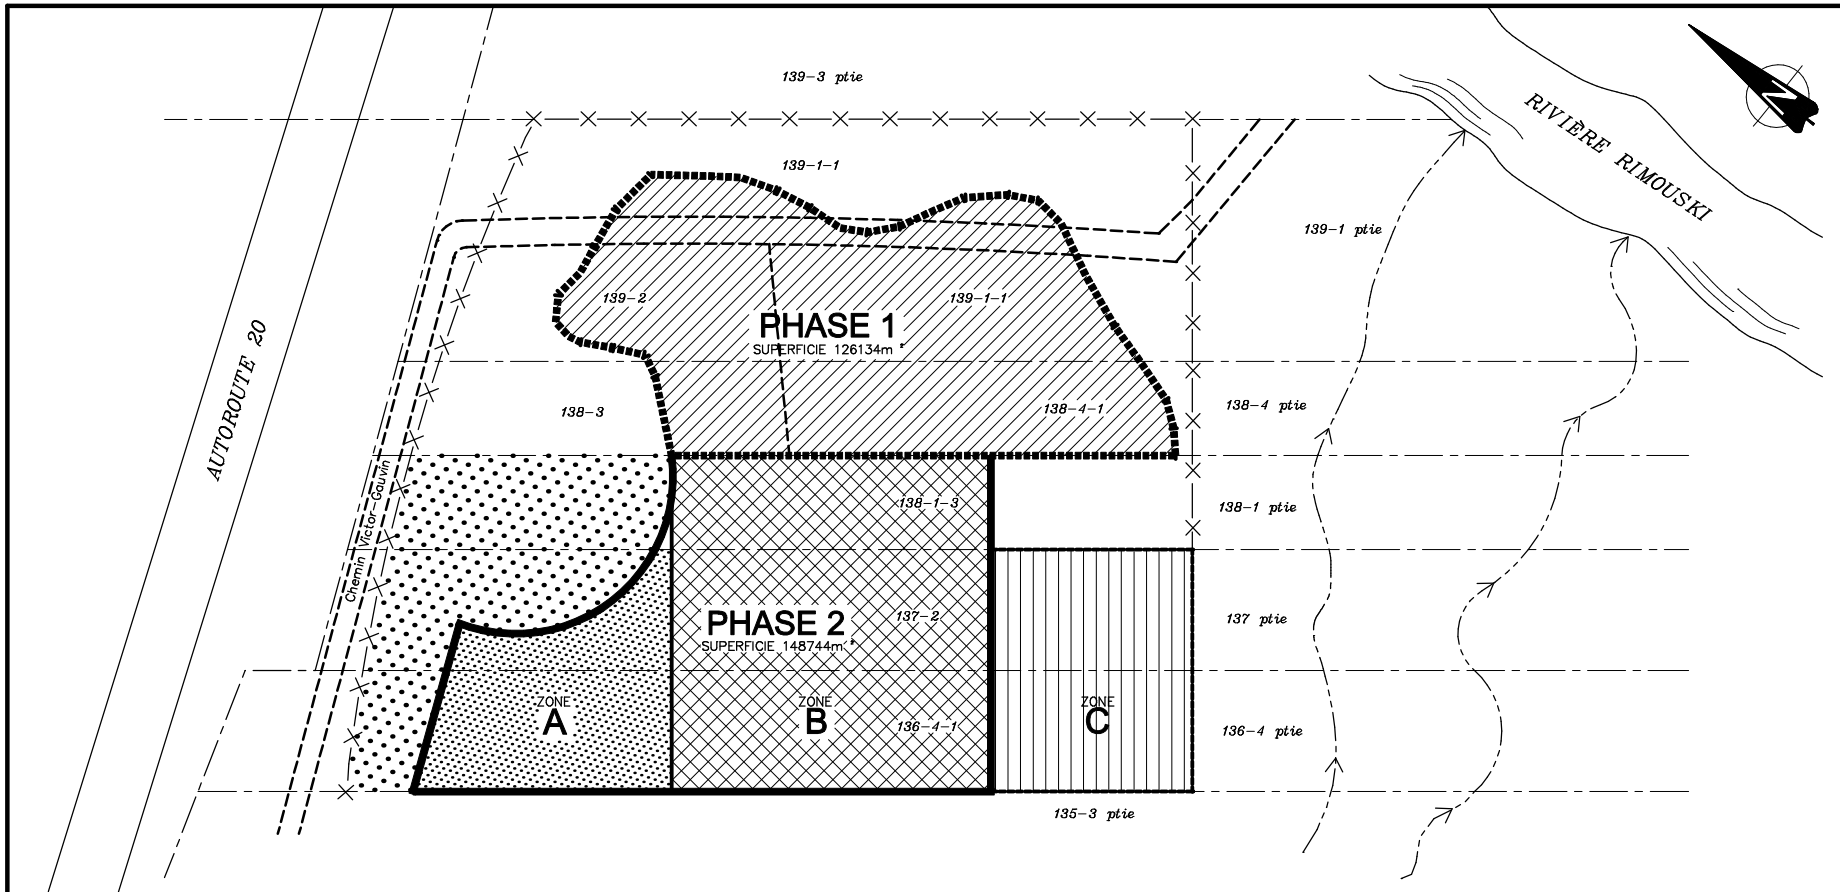 139-3 ptie
N
RIVIÈRE RIMOUSKI
139-1-1
139-1 ptie
139-2
139-1-1
PHASE 1
SUPERFICIE 126134m²
AUTOROUTE 20
138-3
138-4-1
138-4 ptie
Chemin Victor-Gauvin
138-1-3
138-1 ptie
137-2
137 ptie
PHASE 2
SUPERFICIE 148744m²
ZONE
A
ZONE
B
136-4-1
ZONE
C
136-4 ptie
135-3 ptie